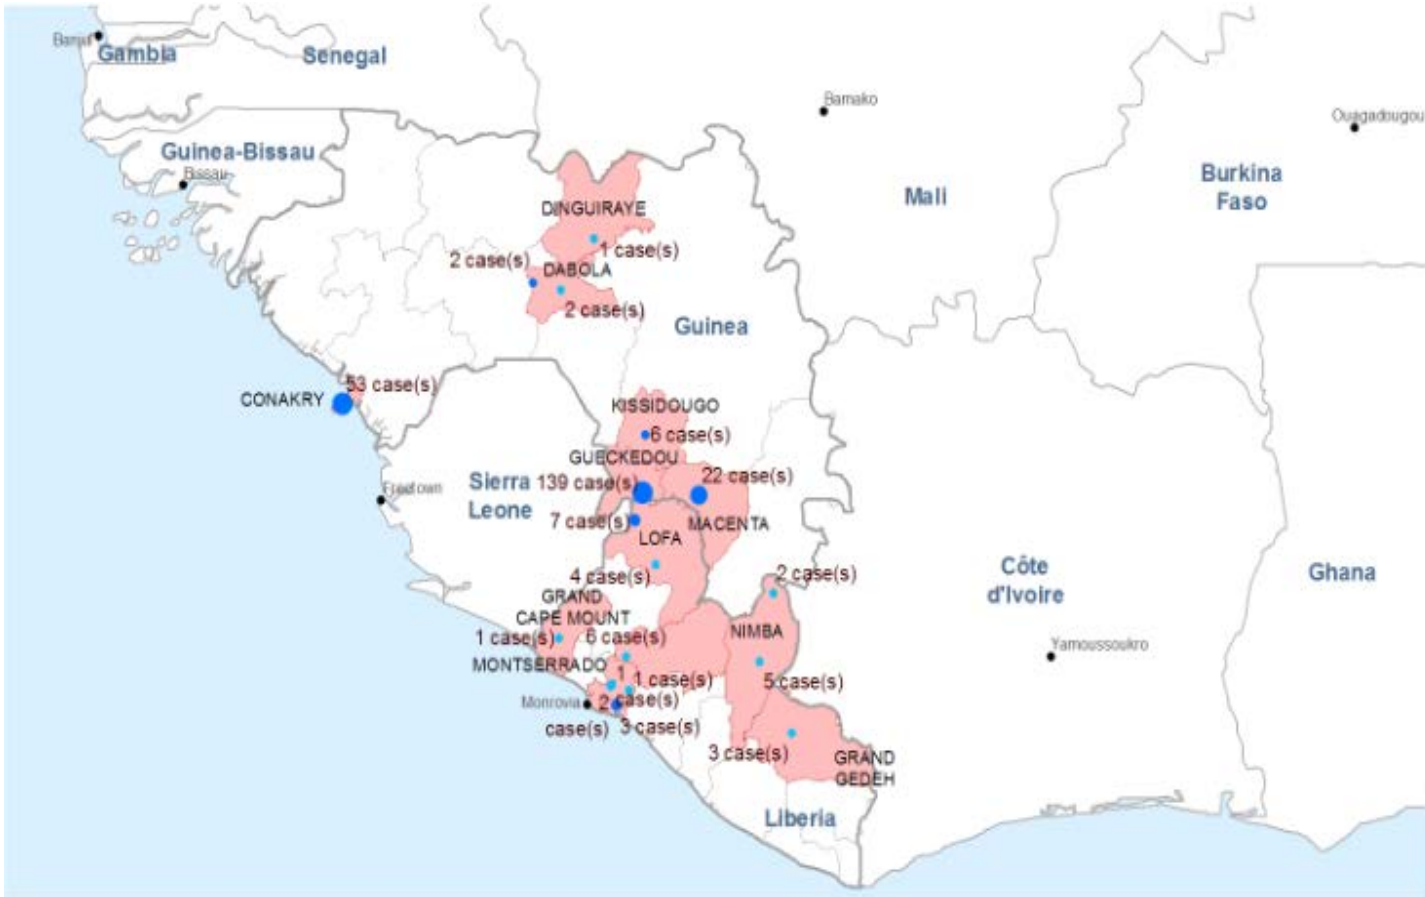 Banjul
Gambia
Senegal
Bamako
Ouagadougou
Guinea-Bissau
Bissau
Mali
Burkina
Faso
DINGUIRAYE
1 case(s)
2 case(s)
DABOLA
2 case(s)
Guinea
53 case(s)
CONAKRY
KISSIDOUGO
6 case(s)
GUECKEDOU
22 case(s)
139 case(s)
Sierra
Leone
Freetown
7 case(s)
MACENTA
LOFA
4 case(s)
2 case(s)
Côte
d'Ivoire
Ghana
GRAND
CAPE MOUNT
1 case(s)
6 case(s)
NIMBA
Yamoussoukro
MONTSERRADO
1
1 case(s)
5 case(s)
Monrovia
2 case(s)
case(s)
3 case(s)
3 case(s)
GRAND
GEDEH
Liberia